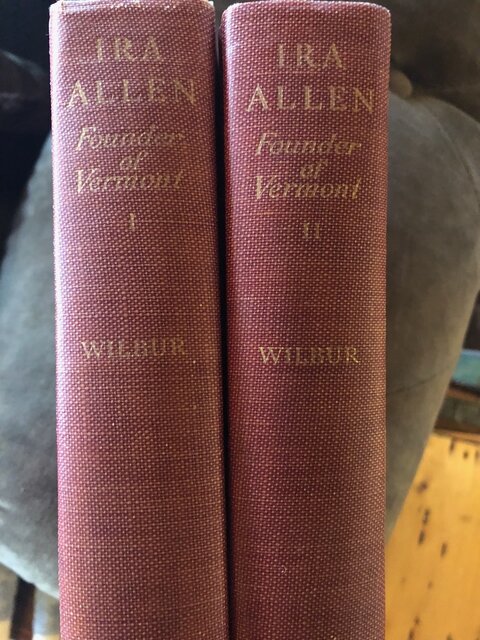 IRA
ALLEN
Founder
of
Vermont
I
WILBUR
IRA
ALLEN
Founder
of
Vermont
II
WILBUR